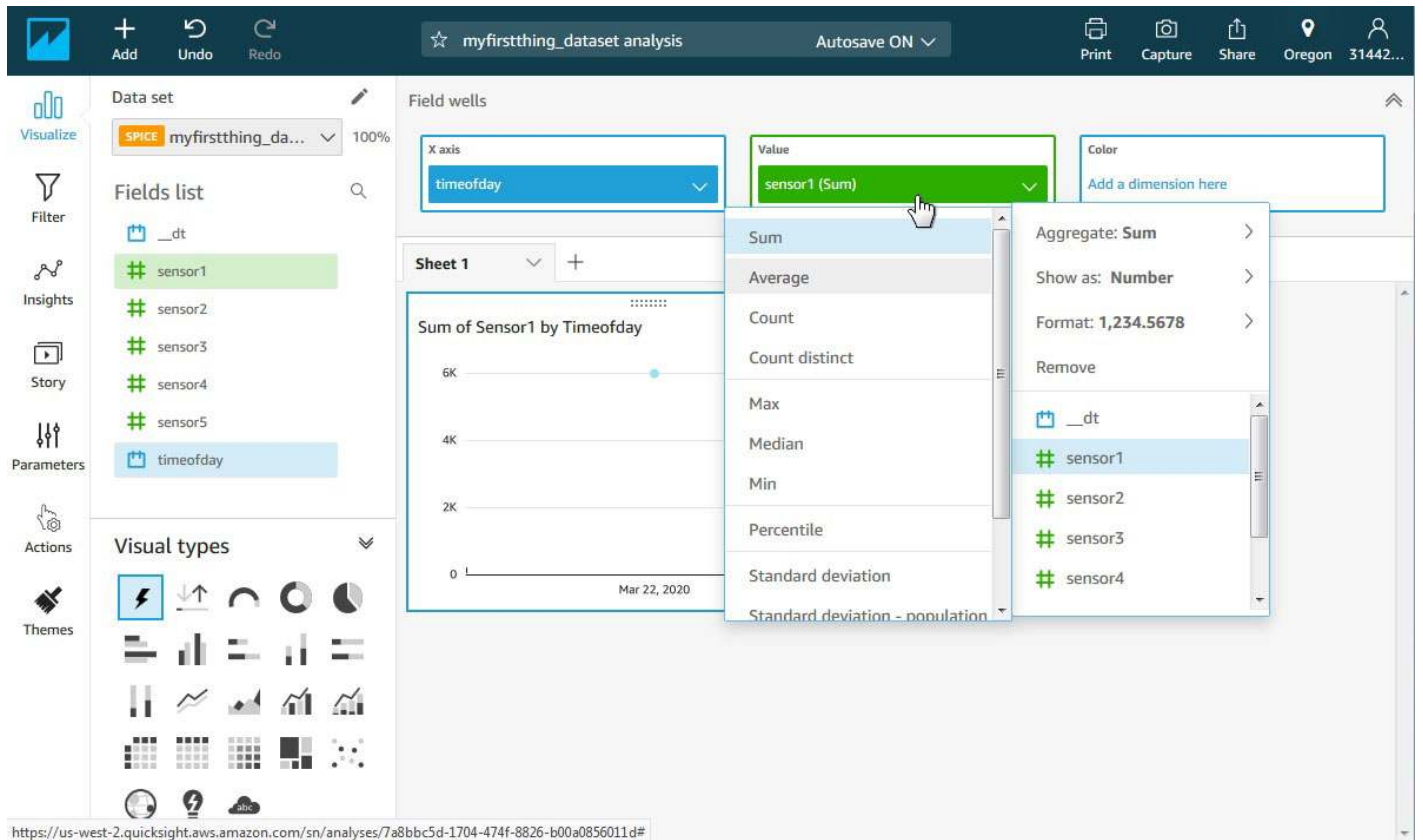 Add
Undo
Redo
myfirstthing_dataset analysis
Autosave ON
Print
Capture
Share
Oregon
31442...
Visualize
Filter
Insights
Story
Parameters
Actions
Themes
Data set
SPICE myfirstthing_da... 100%
Fields list
__dt
sensor1
sensor2
sensor3
sensor4
sensor5
timeofday
Visual types
abc
Field wells
X axis
timeofday
Value
sensor1 (Sum)
Color
Add a dimension here
Sheet 1
Sum of Sensor1 by Timeofday
6K
4K
2K
0
Mar 22, 2020
Sum
Average
Count
Count distinct
Max
Median
Min
Percentile
Standard deviation
Standard deviation - population
Aggregate: Sum
Show as: Number
Format: 1,234.5678
Remove
__dt
sensor1
sensor2
sensor3
sensor4
https://us-west-2.quicksight.aws.amazon.com/sn/analyses/7a8bbc5d-1704-474f-8826-b00a0856011d#